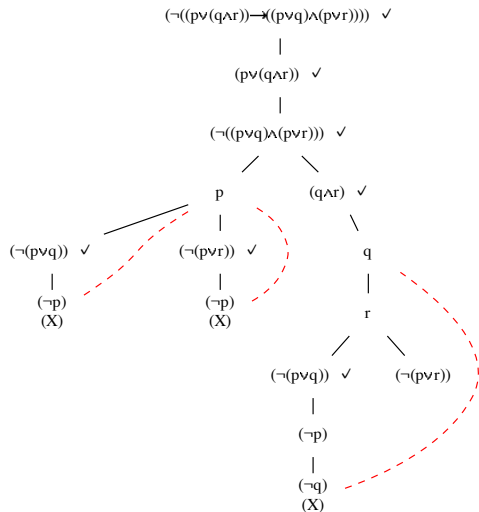 (¬((p∨(q∧r))→((p∨q)∧(p∨r)))) ✓
(p∨(q∧r)) ✓
(¬((p∨q)∧(p∨r))) ✓
p (q∧r) ✓
(¬(p∨q)) ✓ (¬(p∨r)) ✓ q
(¬p) (¬p)
(X) (X)
r
(¬(p∨q)) ✓ (¬(p∨r))
(¬p)
(¬q)
(X)